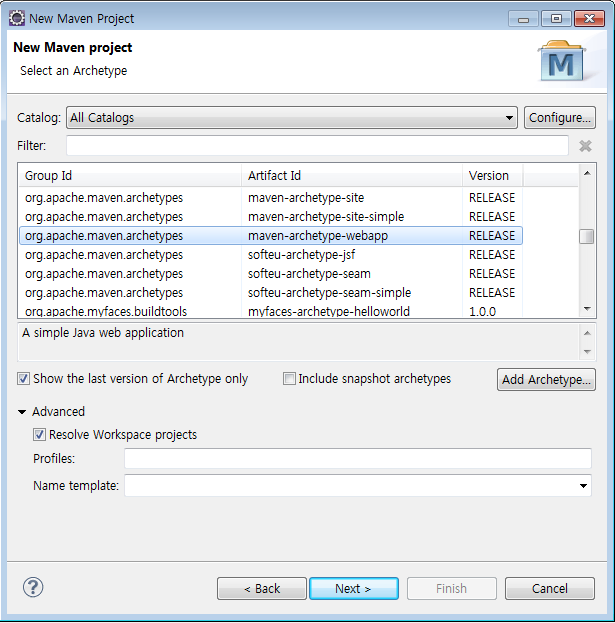 New Maven Project
New Maven project
Select an Archetype
M
Catalog: All Catalogs Configure...
Filter:
Group Id Artifact Id Version
org.apache.maven.archetypes maven-archetype-site RELEASE
org.apache.maven.archetypes maven-archetype-site-simple RELEASE
org.apache.maven.archetypes maven-archetype-webapp RELEASE
org.apache.maven.archetypes softeu-archetype-jsf RELEASE
org.apache.maven.archetypes softeu-archetype-seam RELEASE
org.apache.maven.archetypes softeu-archetype-seam-simple RELEASE
org.apache.myfaces.buildtools myfaces-archetype-helloworld 1.0.0
A simple Java web application
Show the last version of Archetype only Include snapshot archetypes Add Archetype...
Advanced
Resolve Workspace projects
Profiles:
Name template:
? < Back Next > Finish Cancel